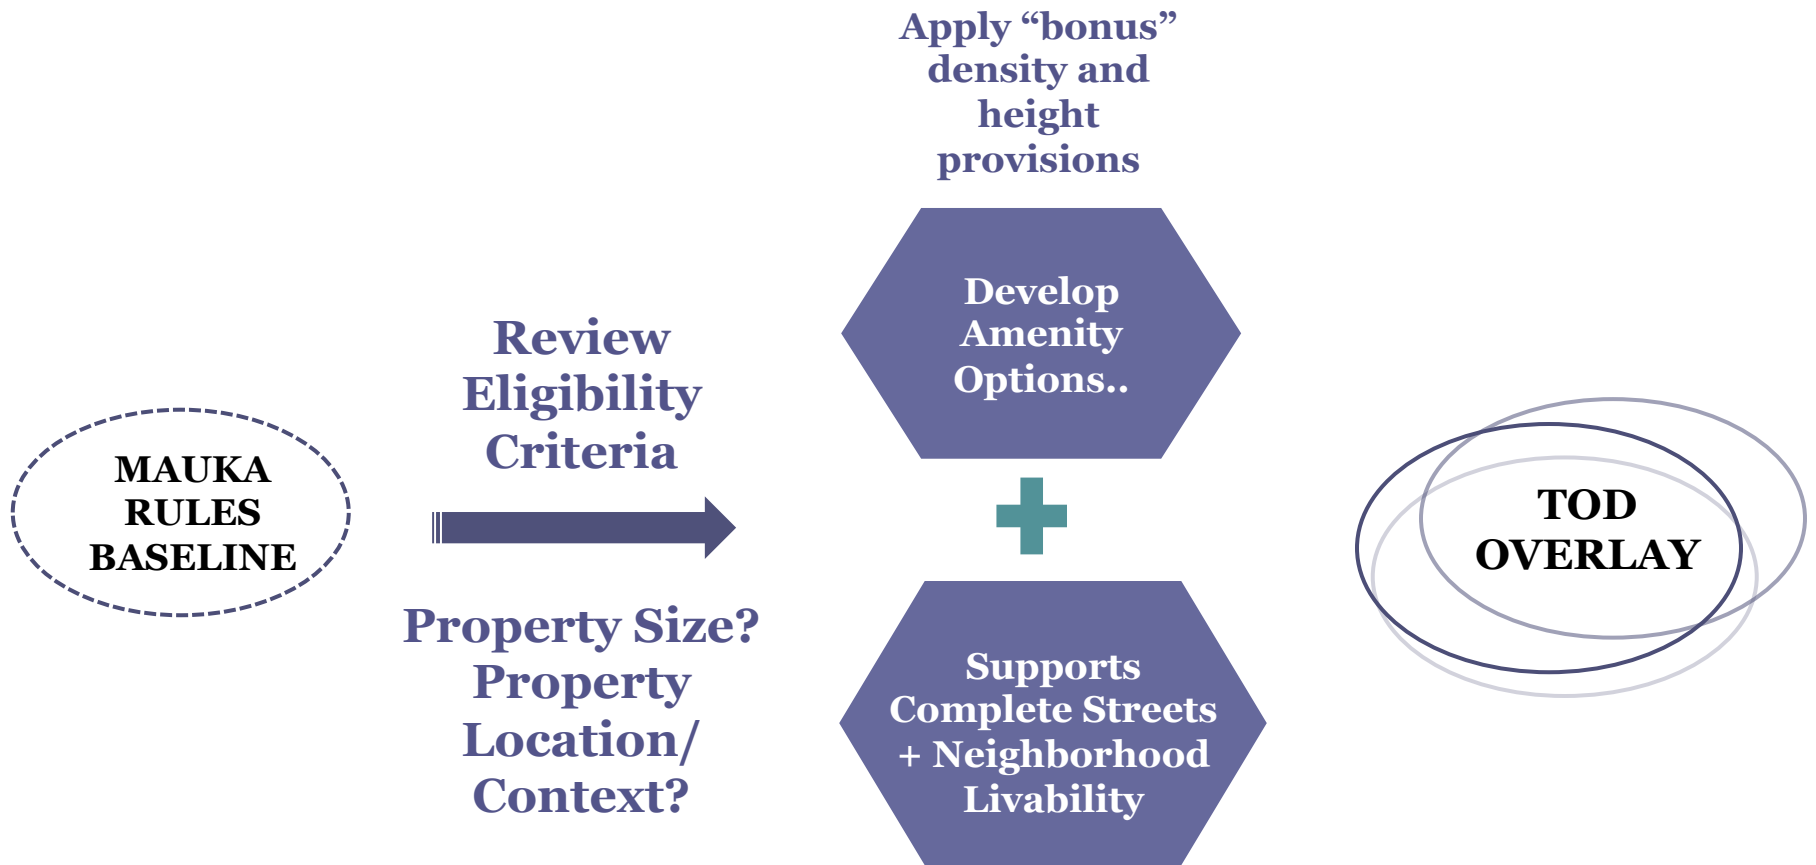 MAUKA
RULES
BASELINE
Review
Eligibility
Criteria
Property Size?
Property
Location/
Context?
Apply “bonus”
density and
height
provisions
Develop
Amenity
Options..
Supports
Complete Streets
+ Neighborhood
Livability
TOD
OVERLAY